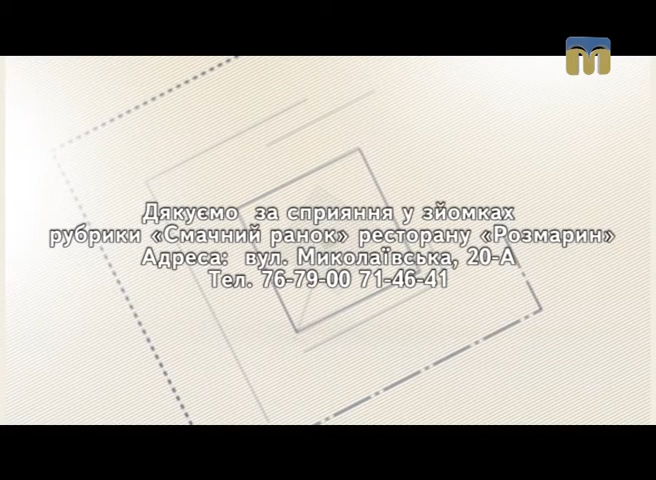 Дякуємо за сприяння у зйомках
рубрики «Смачний ранок» ресторану «Розмарин»
Адреса: вул. Миколаївська, 20-А
Тел. 76-79-00 71-46-41